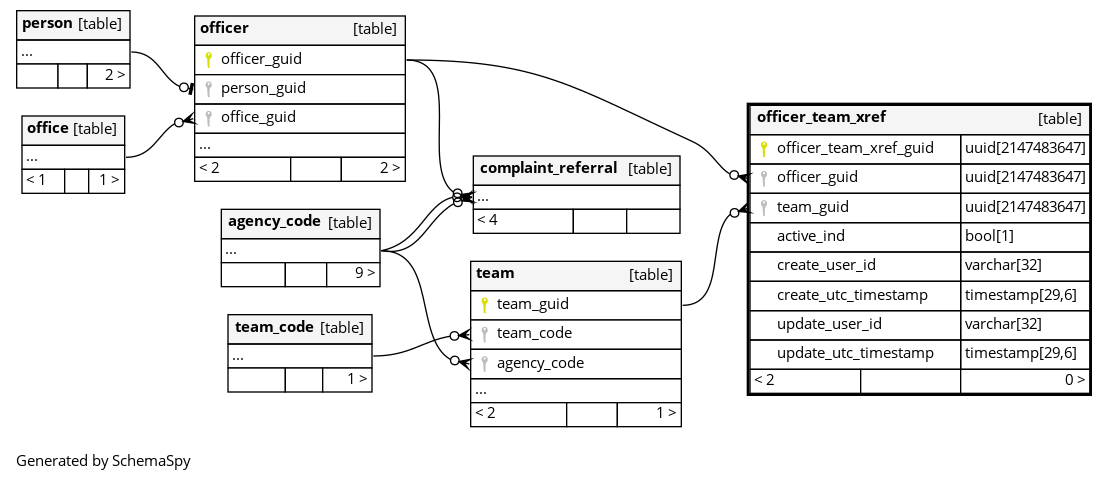 person [table]
...
2 >
office [table]
...
< 1 1 >
officer [table]
officer_guid
person_guid
office_guid
...
< 2 2 >
agency_code [table]
...
9 >
team_code [table]
...
1 >
complaint_referral [table]
...
< 4
team [table]
team_guid
team_code
agency_code
...
< 2 1 >
officer_team_xref [table]
officer_team_xref_guid uuid[2147483647]
officer_guid uuid[2147483647]
team_guid uuid[2147483647]
active_ind bool[1]
create_user_id varchar[32]
create_utc_timestamp timestamp[29,6]
update_user_id varchar[32]
update_utc_timestamp timestamp[29,6]
< 2 0 >
Generated by SchemaSpy